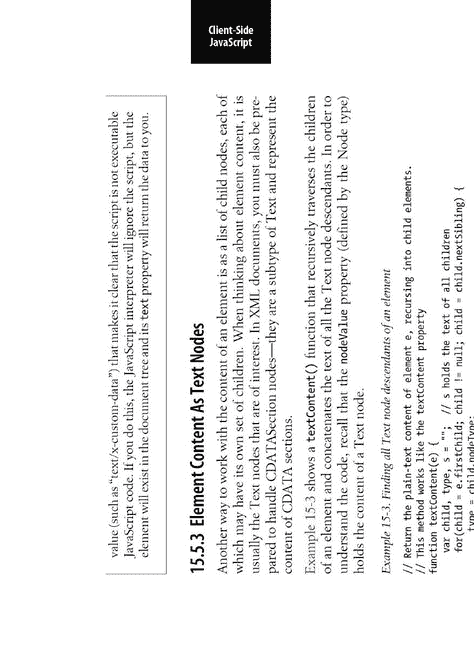 Client-Side
JavaScript
value (such as “text/x-custom-data”) that makes it clear that the script is not executable
JavaScript code. If you do this, the JavaScript interpreter will ignore the script, but the
element will exist in the document tree and its text property will return the data to you.
15.5.3 Element Content As Text Nodes
Another way to work with the content of an element is as a list of child nodes, each of
which may have its own set of children. When thinking about element content, it is
usually the Text nodes that are of interest. In XML documents, you must also be pre-
pared to handle CDATASection nodes—they are a subtype of Text and represent the
content of CDATA sections.
Example 15-3 shows a textContent() function that recursively traverses the children
of an element and concatenates the text of all the Text node descendants. In order to
understand the code, recall that the nodeValue property (defined by the Node type)
holds the content of a Text node.
Example 15-3. Finding all Text node descendants of an element
// Return the plain-text content of element e, recursing into child elements.
// This method works like the textContent property
function textContent(e) {
var child, type, s = ""; // s holds the text of all children
for(child = e.firstChild; child != null; child = child.nextSibling) {
type = child.nodeType;